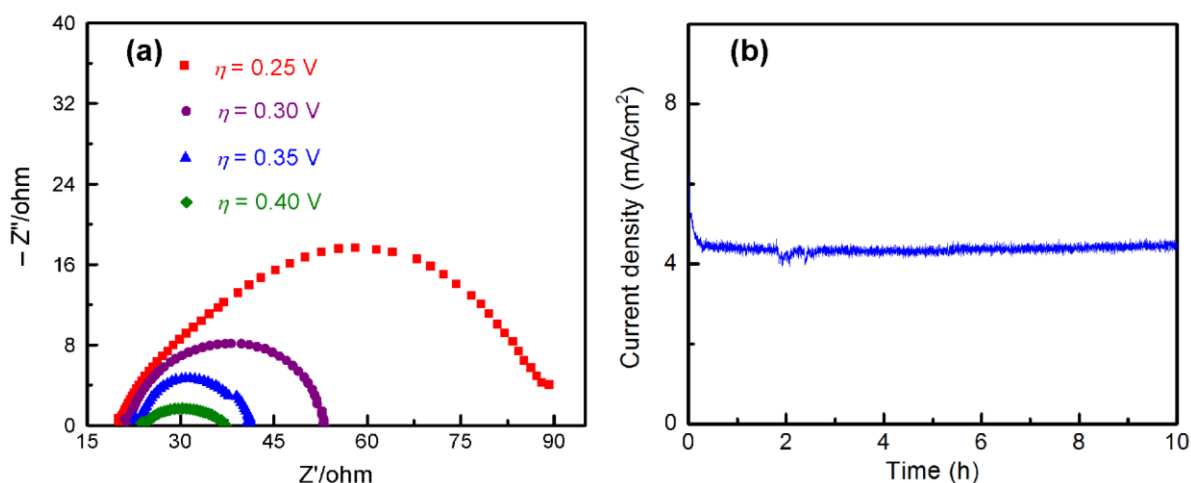 (a)
40
32
24
16
8
0
– Z"/ohm
η = 0.25 V
η = 0.30 V
η = 0.35 V
η = 0.40 V
15 30 45 60 75 90
Z'/ohm
(b)
8
4
0
Current density (mA/cm²)
0 2 4 6 8 10
Time (h)